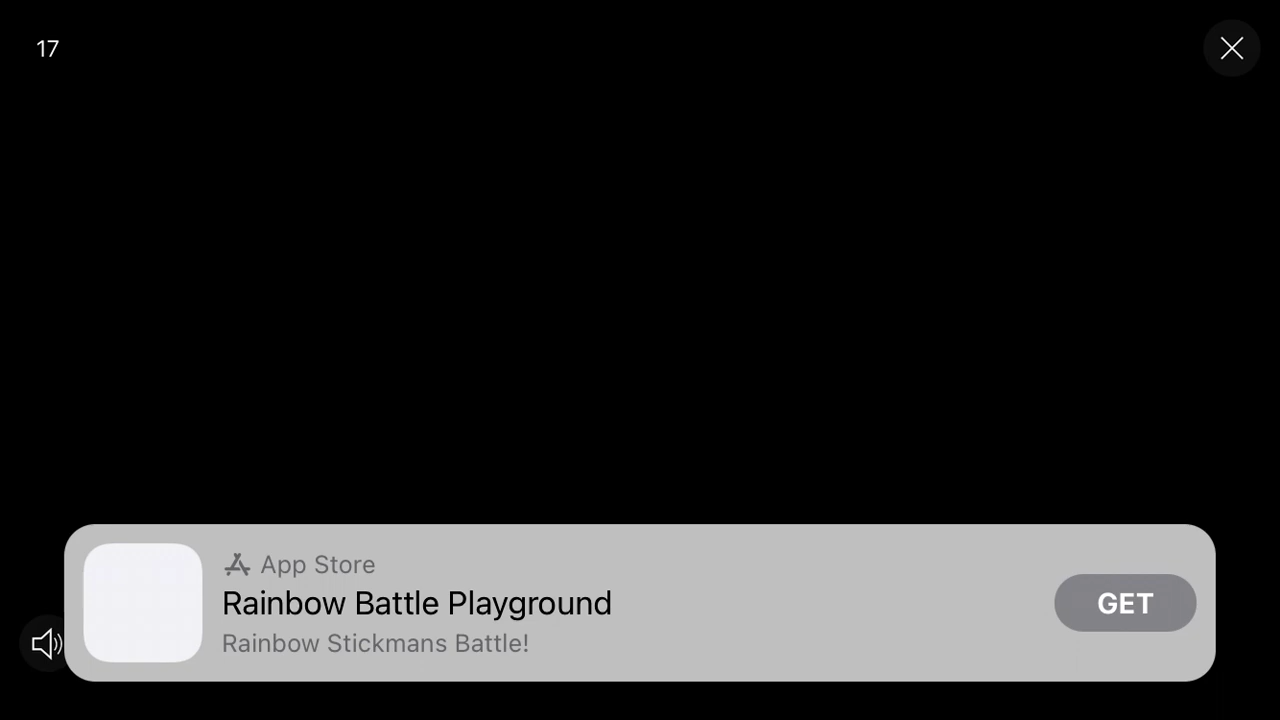 17
App Store
Rainbow Battle Playground
Rainbow Stickmans Battle!
GET